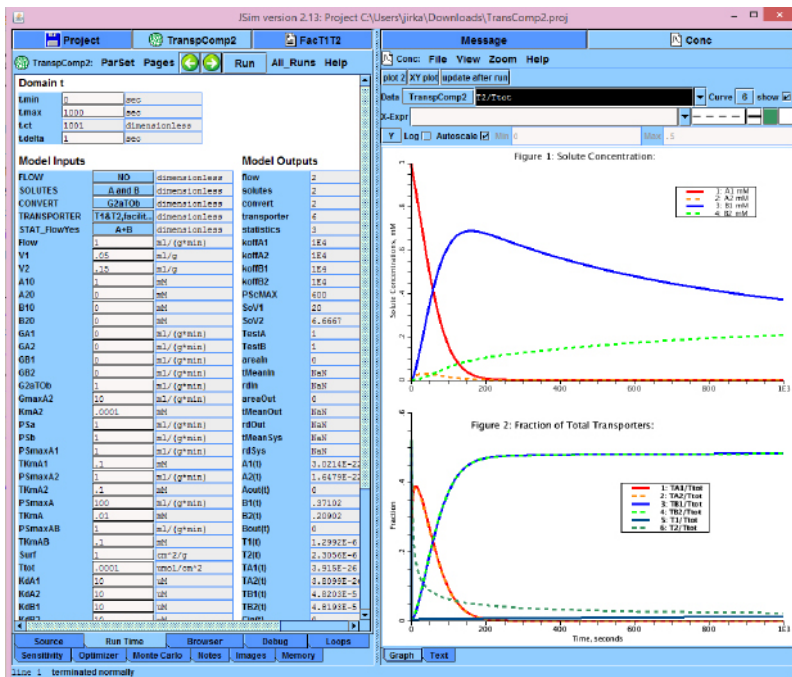 JSim version 2.13: Project C:\Users\jirka\Downloads\TransComp2.proj
Project TranspComp2 FacT1T2
TranspComp2: ParSet Pages Run All_Runs Help
Domain t
t.min 0 sec
t.max 1000 sec
t.ct 1001 dimensionless
t.delta 1 sec
Model Inputs Model Outputs
FLOW NO dimensionless flow 2
SOLUTES A and B dimensionless solutes 2
CONVERT G2aTOb dimensionless convert 2
TRANSPORTER T1&T2,facilit... dimensionless transporter 6
STAT_FlowYes A+B dimensionless statistics 3
Flow 1 ml/(g*min) koffA1 1E4
V1 .05 ml/g koffA2 1E4
V2 .15 ml/g koffB1 1E4
A10 1 mM koffB2 1E4
A20 0 mM PScMAX 600
B10 0 mM SoV1 20
B20 0 mM SoV2 6.6667
GA1 0 ml/(g*min) TestA 1
GA2 0 ml/(g*min) TestB 1
GB1 0 ml/(g*min) areaIn 0
GB2 0 ml/(g*min) tMeanIn NaN
G2aTOb 1 ml/(g*min) rdIn NaN
GmaxA2 10 ml/(g*min) areaOut 0
KmA2 .0001 mM tMeanOut NaN
PSa 1 ml/(g*min) rdOut NaN
PSb 1 ml/(g*min) tMeanSys NaN
PSmaxA1 1 ml/(g*min) rdSys NaN
TKmA1 .1 mM A1(t) 3.0214E-22
PSmaxA2 1 ml/(g*min) A2(t) 1.6479E-22
TKmA2 .1 mM Aout(t) 0
PSmaxA 100 ml/(g*min) B1(t) .37102
TKmA .01 mM B2(t) .20902
PSmaxAB 1 ml/(g*min) Bout(t) 0
TKmAB .1 mM T1(t) 1.2992E-6
Surf 1 cm^2/g T2(t) 2.3056E-6
Ttot .0001 umol/cm^2 TA1(t) 3.915E-26
KdA1 10 uM TA2(t) 3.8099E-26
KdA2 10 uM TB1(t) 4.8203E-5
KdB1 10 uM TB2(t) 4.8193E-5
Source Run Time Browser Debug Loops
Sensitivity Optimizer Monte Carlo Notes Images Memory
line 1 terminated normally
Message Conc
Conc: File View Zoom Help
plot 2 XY plot update after run
Data TranspComp2 T2/Ttot Curve 6 show
X-Expr
Y Log Autoscale Min 0 Max .5
Figure 1: Solute Concentration:
Solute Concentrations, mM
1: A1 mM
2: A2 mM
3: B1 mM
4: B2 mM
0 200 400 600 800 1E3
Figure 2: Fraction of Total Transporters:
Fraction
1: TA1/Ttot
2: TA2/Ttot
3: TB1/Ttot
4: TB2/Ttot
5: T1/Ttot
6: T2/Ttot
0 200 400 600 800 1E3
Time, seconds
Graph Text